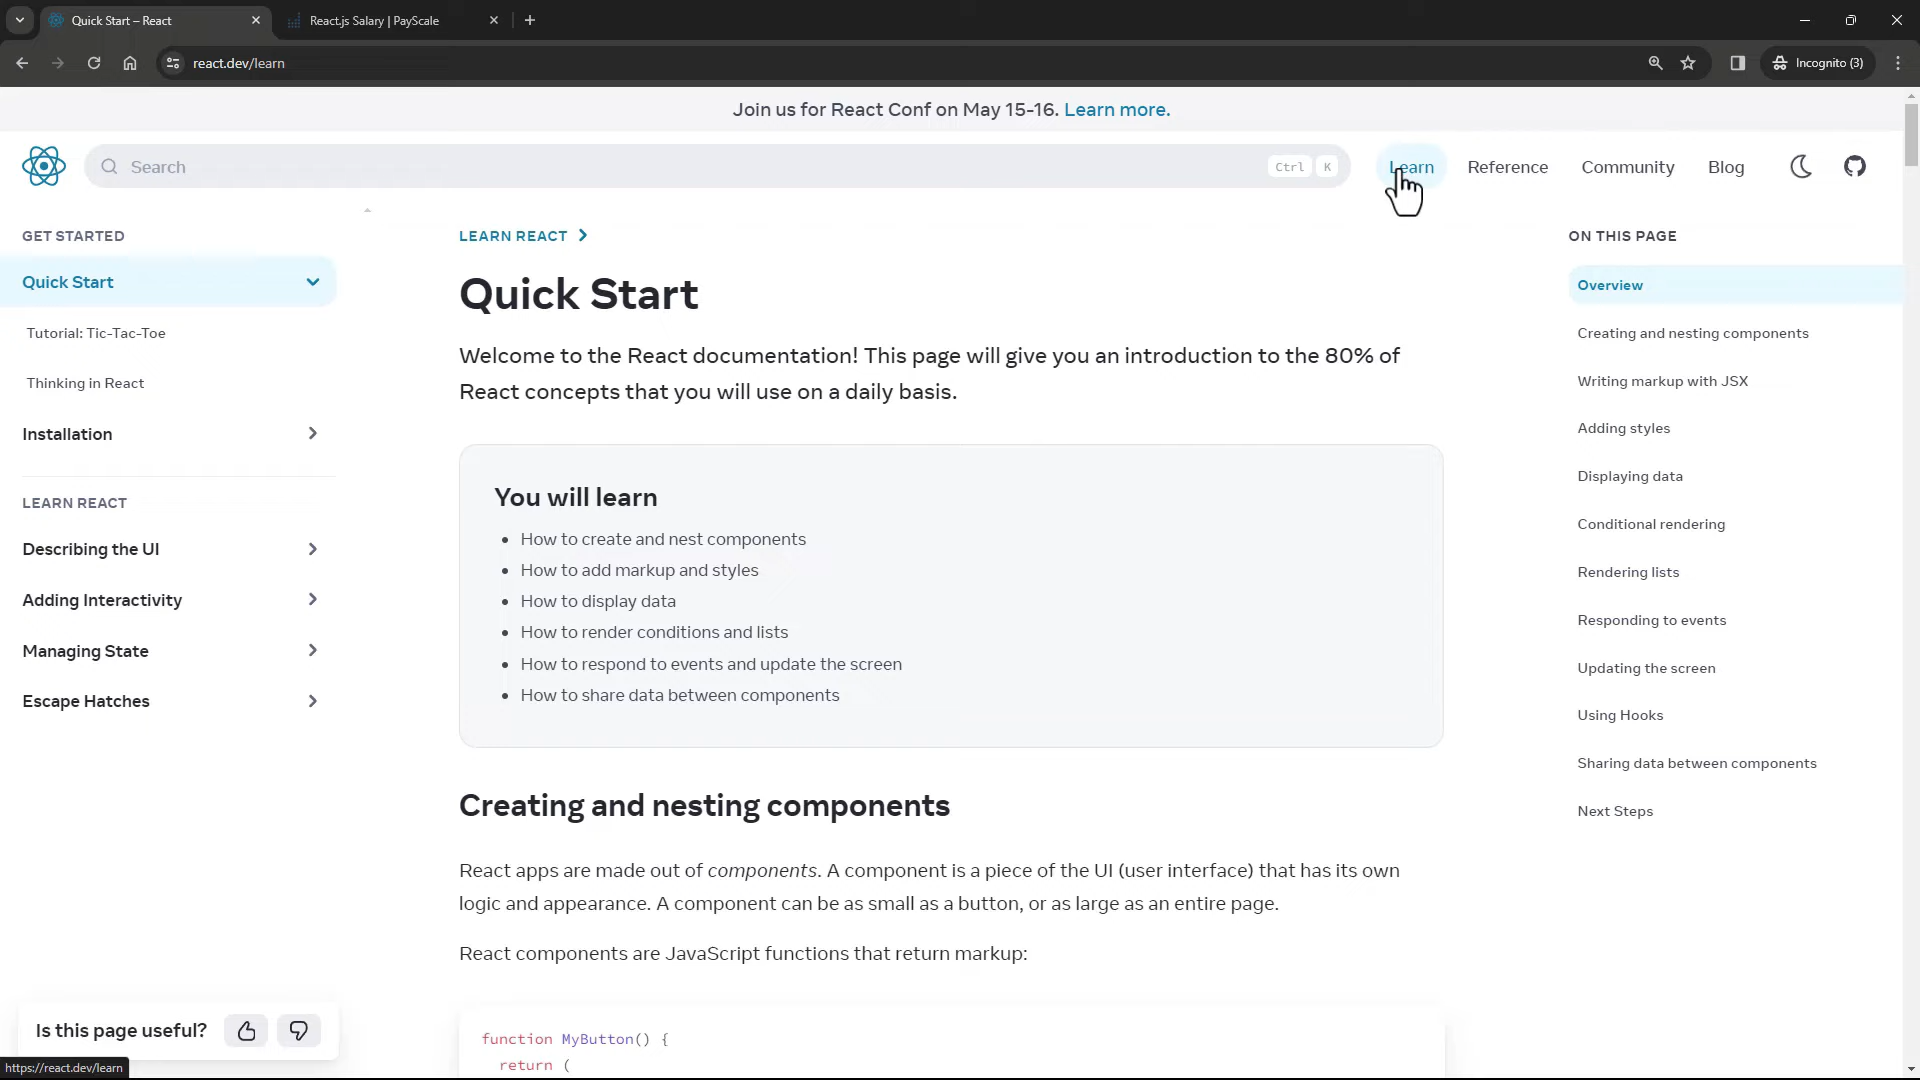 Quick Start – React
React.js Salary | PayScale
react.dev/learn
Incognito (3)
Join us for React Conf on May 15-16. Learn more.
Search
Ctrl K
Learn
Reference
Community
Blog
GET STARTED
Quick Start
Tutorial: Tic-Tac-Toe
Thinking in React
Installation
LEARN REACT
Describing the UI
Adding Interactivity
Managing State
Escape Hatches
LEARN REACT
Quick Start
Welcome to the React documentation! This page will give you an introduction to the 80% of
React concepts that you will use on a daily basis.
You will learn
• How to create and nest components
• How to add markup and styles
• How to display data
• How to render conditions and lists
• How to respond to events and update the screen
• How to share data between components
Creating and nesting components
React apps are made out of components. A component is a piece of the UI (user interface) that has its own
logic and appearance. A component can be as small as a button, or as large as an entire page.
React components are JavaScript functions that return markup:
function MyButton() {
return (
ON THIS PAGE
Overview
Creating and nesting components
Writing markup with JSX
Adding styles
Displaying data
Conditional rendering
Rendering lists
Responding to events
Updating the screen
Using Hooks
Sharing data between components
Next Steps
Is this page useful?
https://react.dev/learn